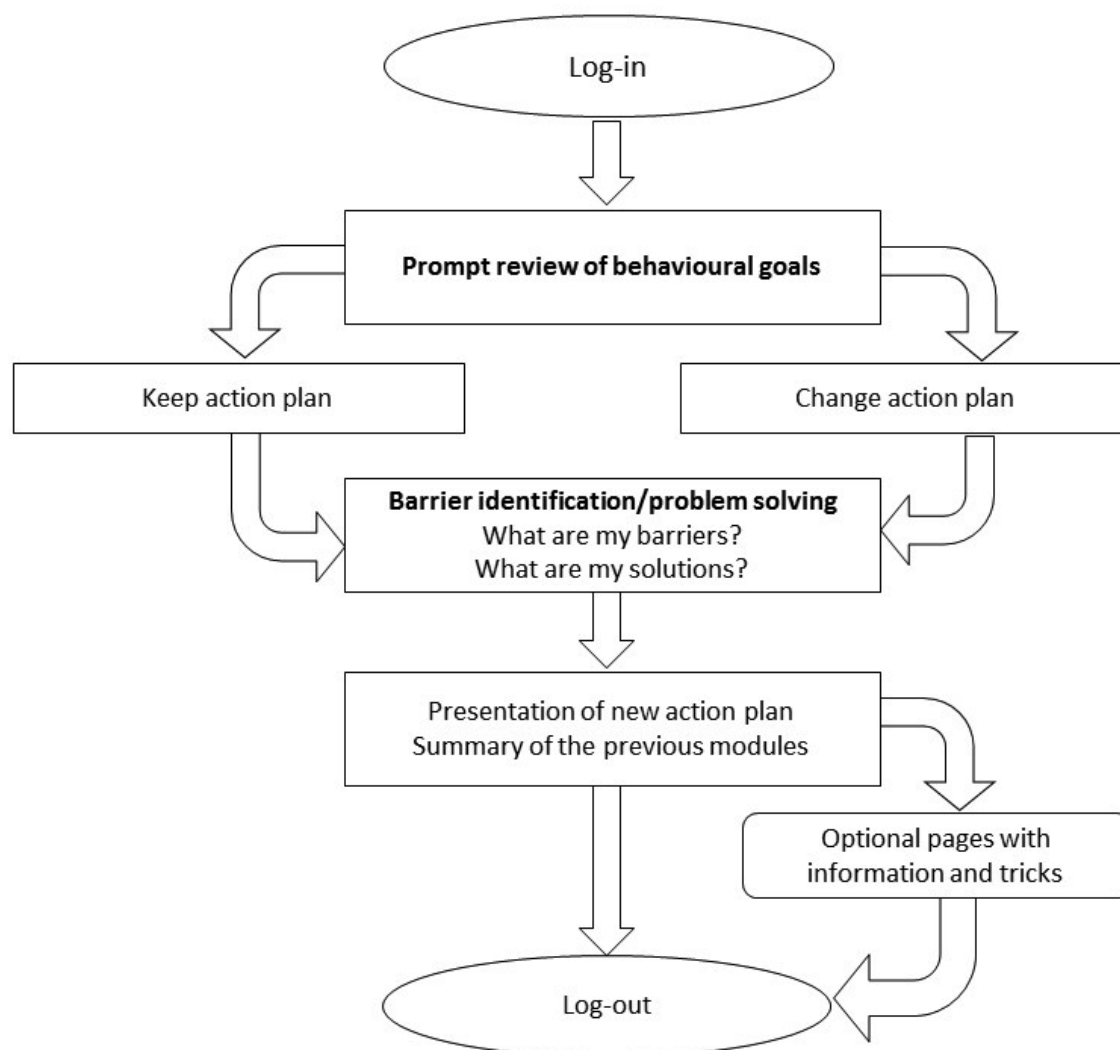 Log-in
Prompt review of behavioural goals
Keep action plan
Change action plan
Barrier identification/problem solving
What are my barriers?
What are my solutions?
Presentation of new action plan
Summary of the previous modules
Optional pages with
information and tricks
Log-out